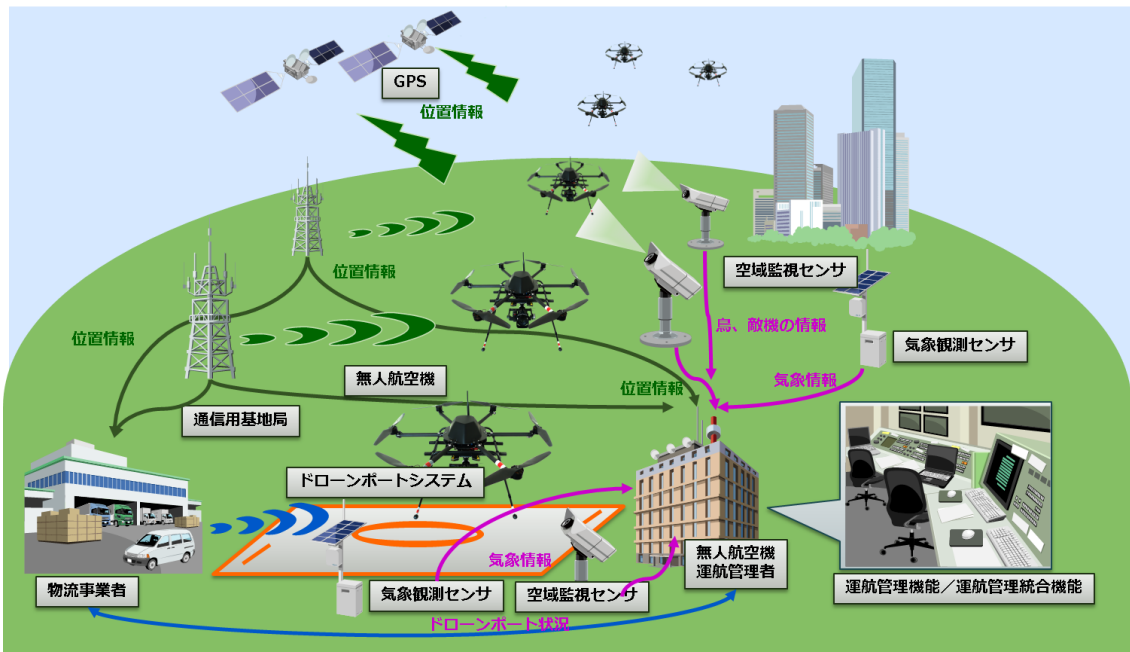 GPS
位置情報
位置情報
空域監視センサ
位置情報
鳥、敵機の情報
気象観測センサ
無人航空機
気象情報
位置情報
通信用基地局
ドローンポートシステム
気象情報
無人航空機
運航管理者
物流事業者
気象観測センサ
空域監視センサ
運航管理機能／運航管理統合機能
ドローンポート状況